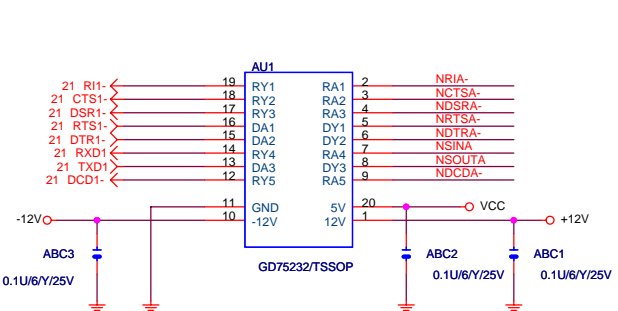 AU1
21 RI1- 19 RY1 RA1 2 NRIA-
21 CTS1- 18 RY2 RA2 3 NCTSA-
21 DSR1- 17 RY3 RA3 4 NDSRA-
21 RTS1- 16 DA1 DY1 5 NRTSA-
21 DTR1- 15 DA2 DY2 6 NDTRA-
21 RXD1 14 RY4 RA4 7 NSINA
21 TXD1 13 DA3 DY3 8 NSOUTA
21 DCD1- 12 RY5 RA5 9 NDCDA-
11 GND 5V 20 VCC
-12V 10 -12V 12V 1 +12V
ABC3 ABC2 ABC1
GD75232/TSSOP
0.1U/6/Y/25V 0.1U/6/Y/25V 0.1U/6/Y/25V